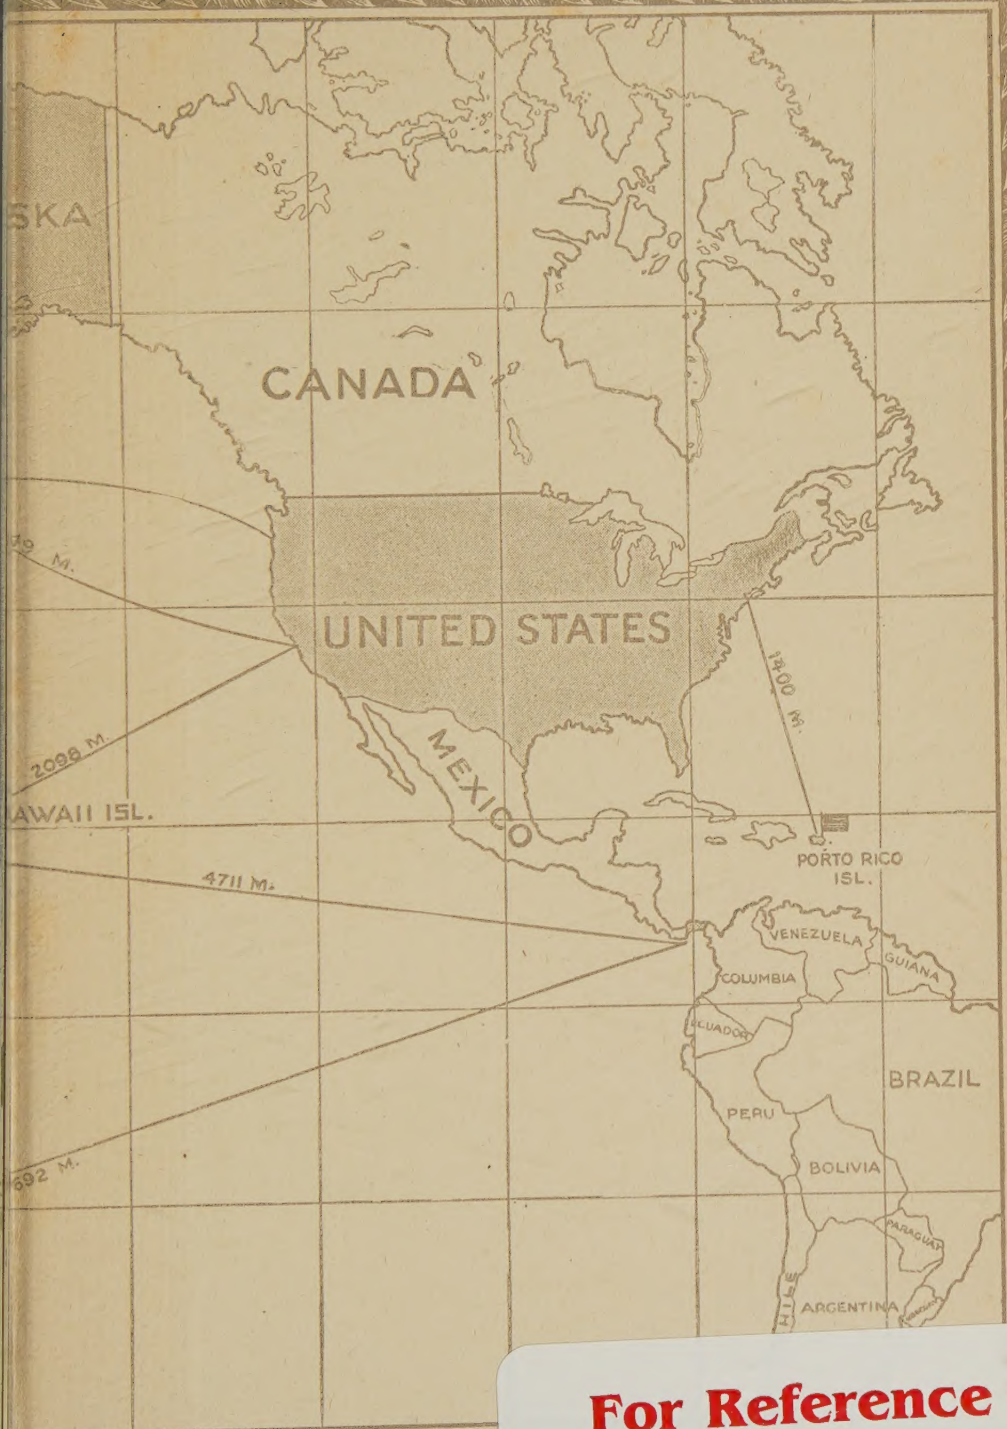 SKA
CANADA
M.
UNITED STATES
1400 M.
MEXICO
2098 M.
AWAII ISL.
PORTO RICO
ISL.
4711 M.
VENEZUELA
GUIANA
COLUMBIA
ECUADOR
BRAZIL
PERU
BOLIVIA
692 M.
PARAGUAY
HILE
ARGENTINA
For Reference